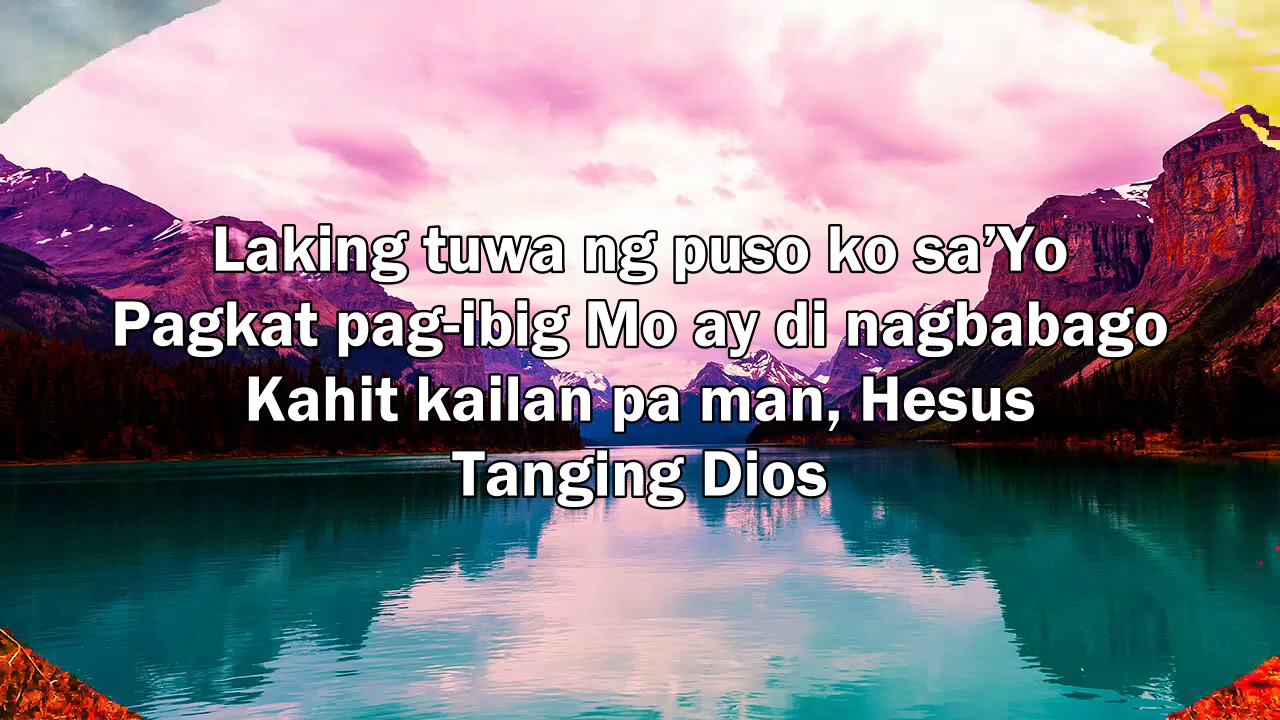 Laking tuwa ng puso ko sa’Yo
Pagkat pag-ibig Mo ay di nagbabago
Kahit kailan pa man, Hesus
Tanging Dios